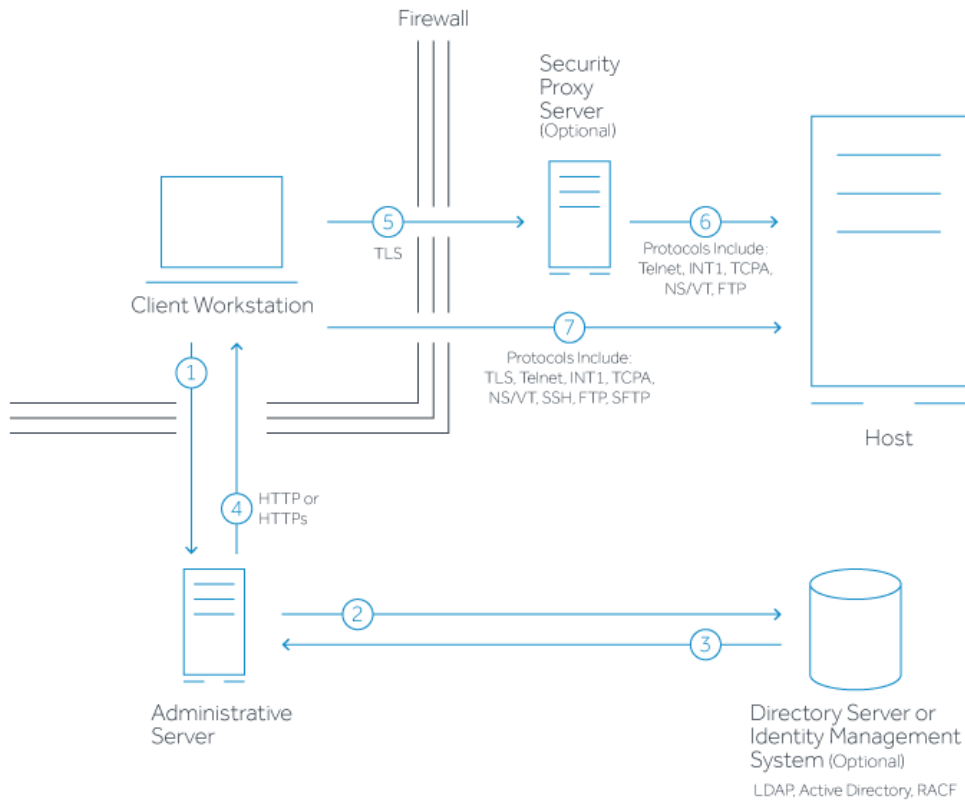 Firewall
Security
Proxy
Server
(Optional)
5
TLS
6
Protocols Include:
Telnet, INT1, TCPA,
NS/VT, FTP
Client Workstation
7
Protocols Include:
TLS, Telnet, INT1, TCPA,
NS/VT, SSH, FTP, SFTP
Host
1
4
HTTP or
HTTPs
2
3
Administrative
Server
Directory Server or
Identity Management
System (Optional)
LDAP, Active Directory, RACF